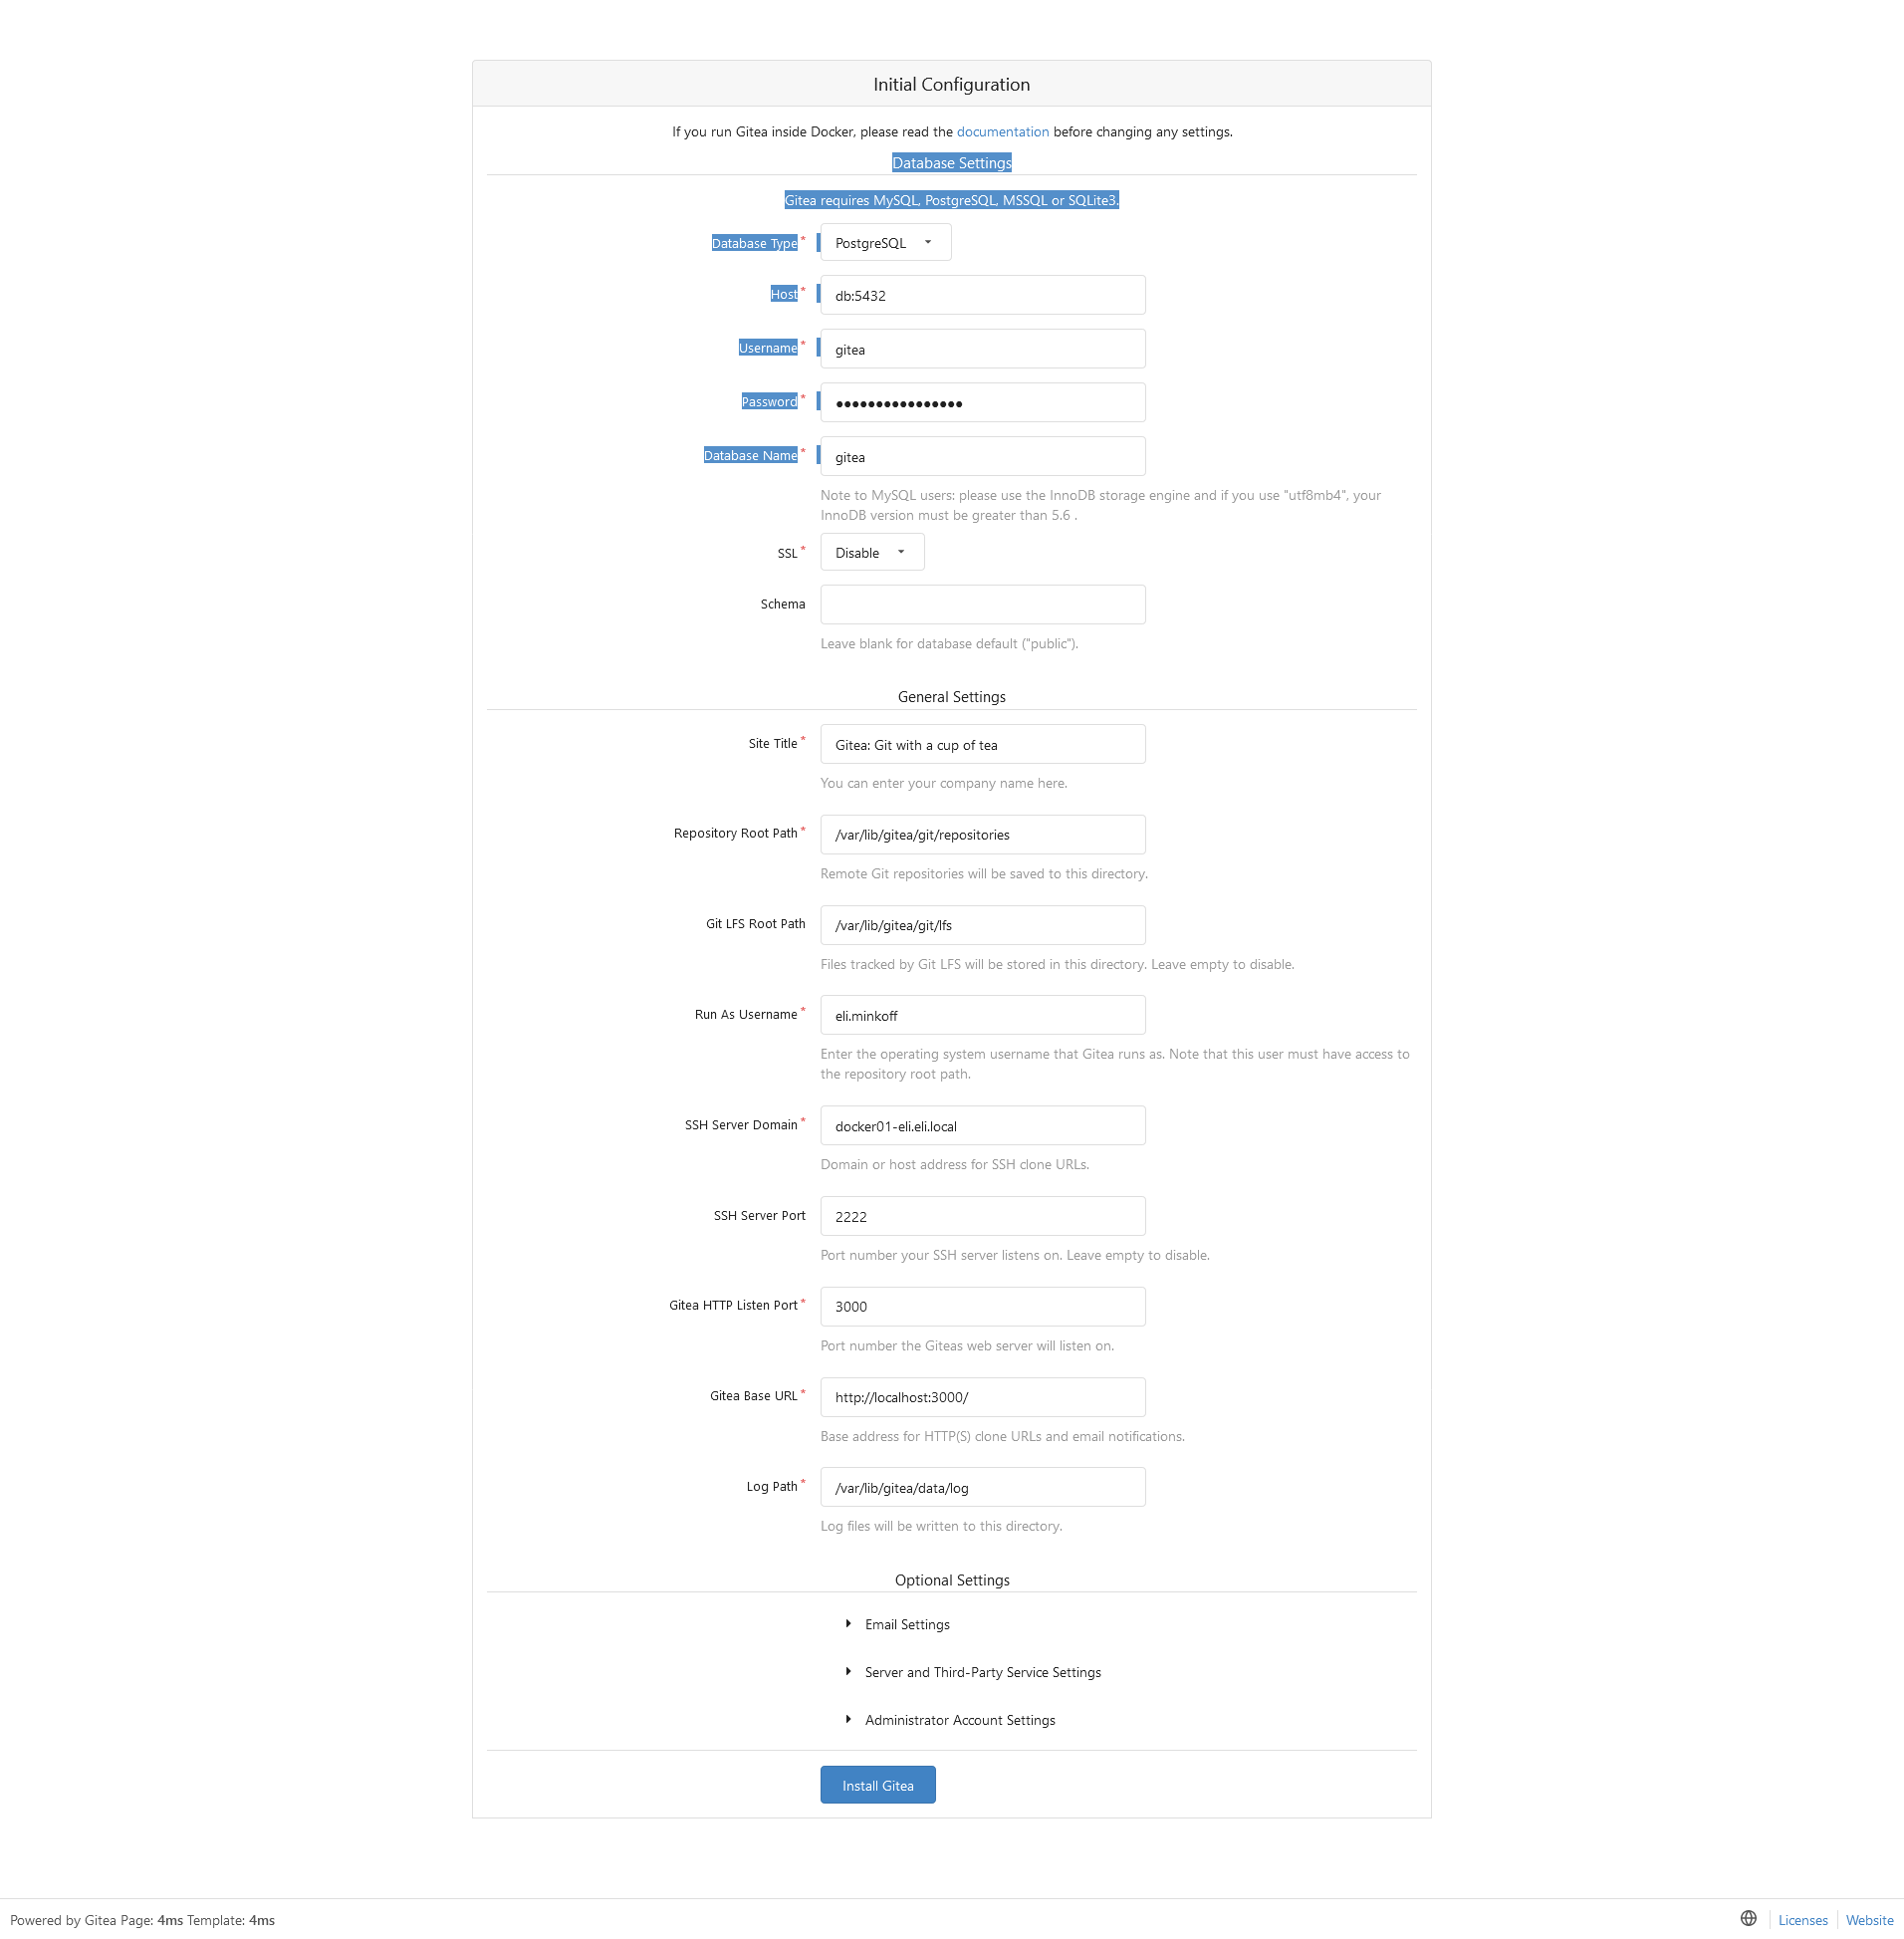 Initial Configuration
If you run Gitea inside Docker, please read the documentation before changing any settings.
Database Settings
Gitea requires MySQL, PostgreSQL, MSSQL or SQLite3.
Database Type* PostgreSQL
Host* db:5432
Username* gitea
Password* ●●●●●●●●●●●●●●●●
Database Name* gitea
Note to MySQL users: please use the InnoDB storage engine and if you use "utf8mb4", your
InnoDB version must be greater than 5.6 .
SSL* Disable
Schema
Leave blank for database default ("public").
General Settings
Site Title* Gitea: Git with a cup of tea
You can enter your company name here.
Repository Root Path* /var/lib/gitea/git/repositories
Remote Git repositories will be saved to this directory.
Git LFS Root Path /var/lib/gitea/git/lfs
Files tracked by Git LFS will be stored in this directory. Leave empty to disable.
Run As Username* eli.minkoff
Enter the operating system username that Gitea runs as. Note that this user must have access to
the repository root path.
SSH Server Domain* docker01-eli.eli.local
Domain or host address for SSH clone URLs.
SSH Server Port 2222
Port number your SSH server listens on. Leave empty to disable.
Gitea HTTP Listen Port* 3000
Port number the Giteas web server will listen on.
Gitea Base URL* http://localhost:3000/
Base address for HTTP(S) clone URLs and email notifications.
Log Path* /var/lib/gitea/data/log
Log files will be written to this directory.
Optional Settings
Email Settings
Server and Third-Party Service Settings
Administrator Account Settings
Install Gitea
Powered by Gitea Page: 4ms Template: 4ms Licenses Website